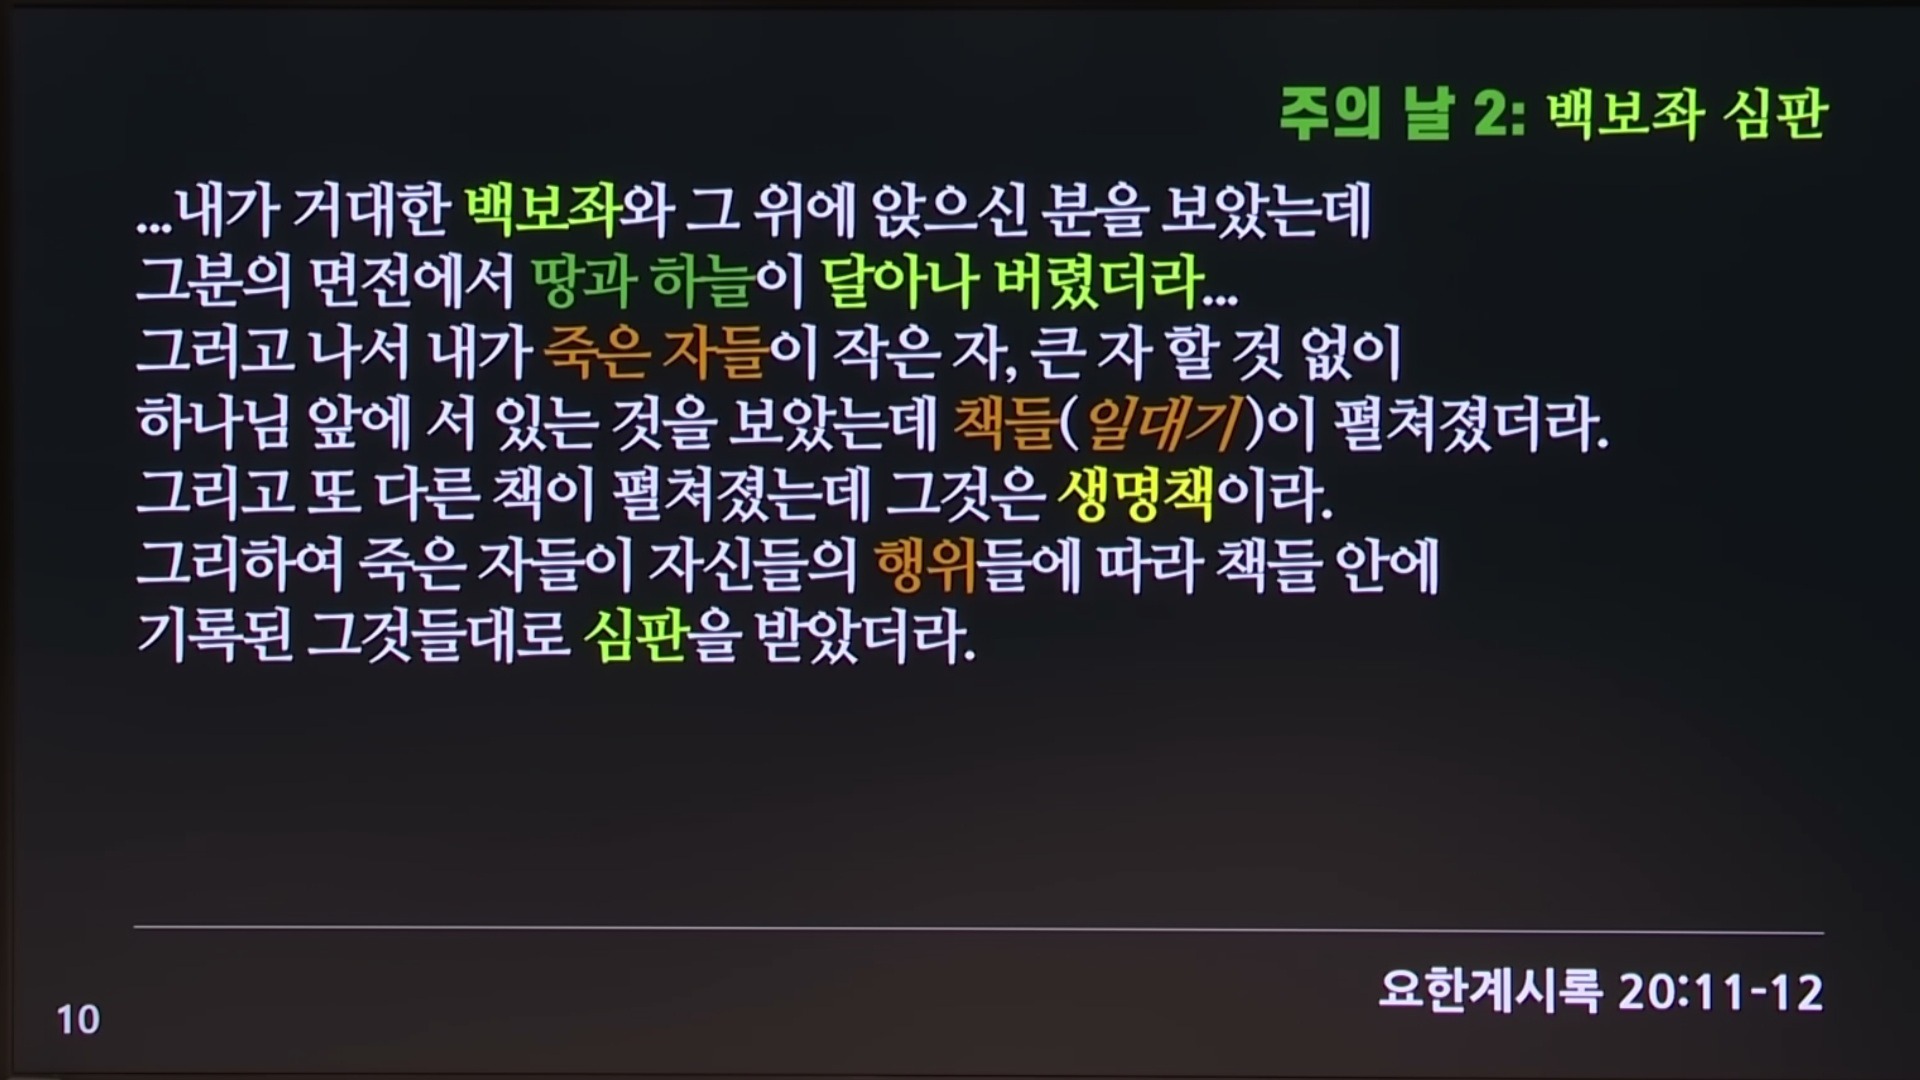 주의 날 2: 백보좌 심판
...내가 거대한 백보좌와 그 위에 앉으신 분을 보았는데
그분의 면전에서 땅과 하늘이 달아나 버렸더라...
그러고 나서 내가 죽은 자들이 작은 자, 큰 자 할 것 없이
하나님 앞에 서 있는 것을 보았는데 책들(일대기)이 펼쳐졌더라.
그리고 또 다른 책이 펼쳐졌는데 그것은 생명책이라.
그리하여 죽은 자들이 자신들의 행위들에 따라 책들 안에
기록된 그것들대로 심판을 받았더라.
요한계시록 20:11-12
10